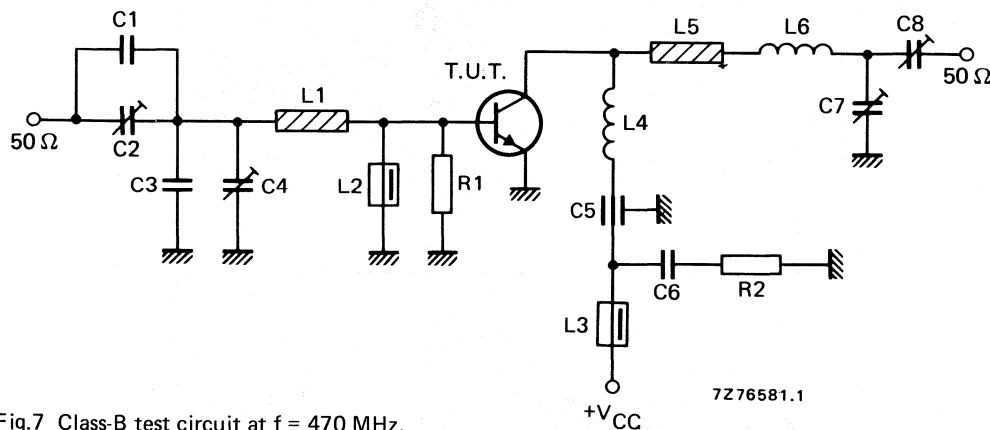 C1
L5
L6
C8
T.U.T.
50 Ω
L1
C7
50 Ω
C2
L4
C3
C4
L2
R1
C5
C6
R2
L3
7Z76581.1
+VCC
Fig.7 Class-B test circuit at f = 470 MHz.